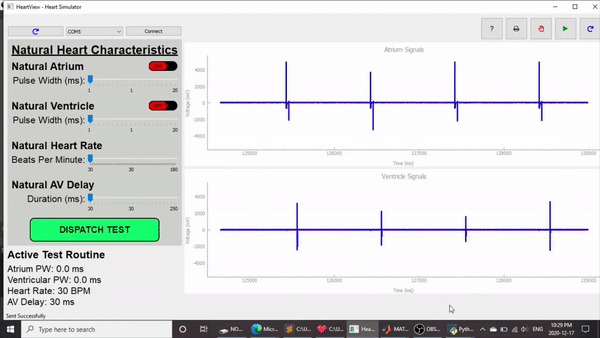 HeartView - Heart Simulator
COM5
Connect
?
Natural Heart Characteristics
Natural Atrium
OFF
Pulse Width (ms):
1 1 20
Natural Ventricle
OFF
Pulse Width (ms):
1 1 20
Natural Heart Rate
Beats Per Minute:
30 30 180
Natural AV Delay
Duration (ms):
30 30 250
DISPATCH TEST
Active Test Routine
Atrium PW: 0.0 ms
Ventricular PW: 0.0 ms
Heart Rate: 30 BPM
AV Delay: 30 ms
Sent Successfully
Atrium Signals
Voltage (mV)
4000
2000
0
-2000
-4000
125000 126000 127000 128000 129000
Time (ms)
Ventricle Signals
Voltage (mV)
4000
2000
0
-2000
-4000
125000 126000 127000 128000 129000
Time (ms)
Type here to search
NO...
Micr...
C:\U...
C:\U...
Hea...
MAT...
OBS...
Pyth...
ENG
10:29 PM
2020-12-17